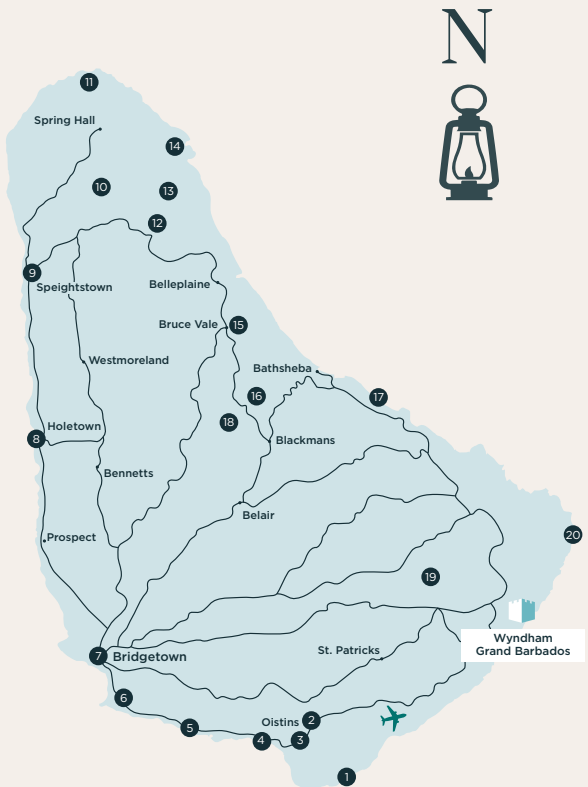 N
11
Spring Hall
14
10
13
12
9
Speightstown
Belleplaine
Bruce Vale
15
Westmoreland
Bathsheba
16
17
18
Holetown
8
Blackmans
Bennetts
Belair
Prospect
20
19
Wyndham
Grand Barbados
7
Bridgetown
St. Patricks
6
Oistins
2
5
4
3
1